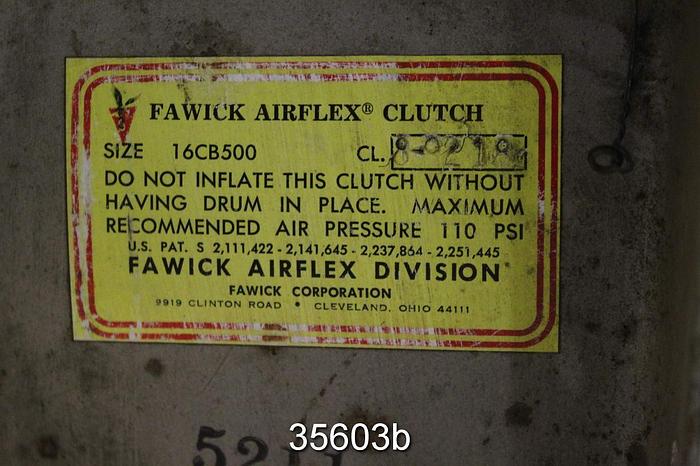 FAWICK AIRFLEX® CLUTCH
SIZE 16CB500 CL.
DO NOT INFLATE THIS CLUTCH WITHOUT
HAVING DRUM IN PLACE. MAXIMUM
RECOMMENDED AIR PRESSURE 110 PSI
U.S. PAT. S 2,111,422 - 2,141,645 - 2,237,864 - 2,251,445
FAWICK AIRFLEX DIVISION
FAWICK CORPORATION
9919 CLINTON ROAD • CLEVELAND, OHIO 44111
35603b